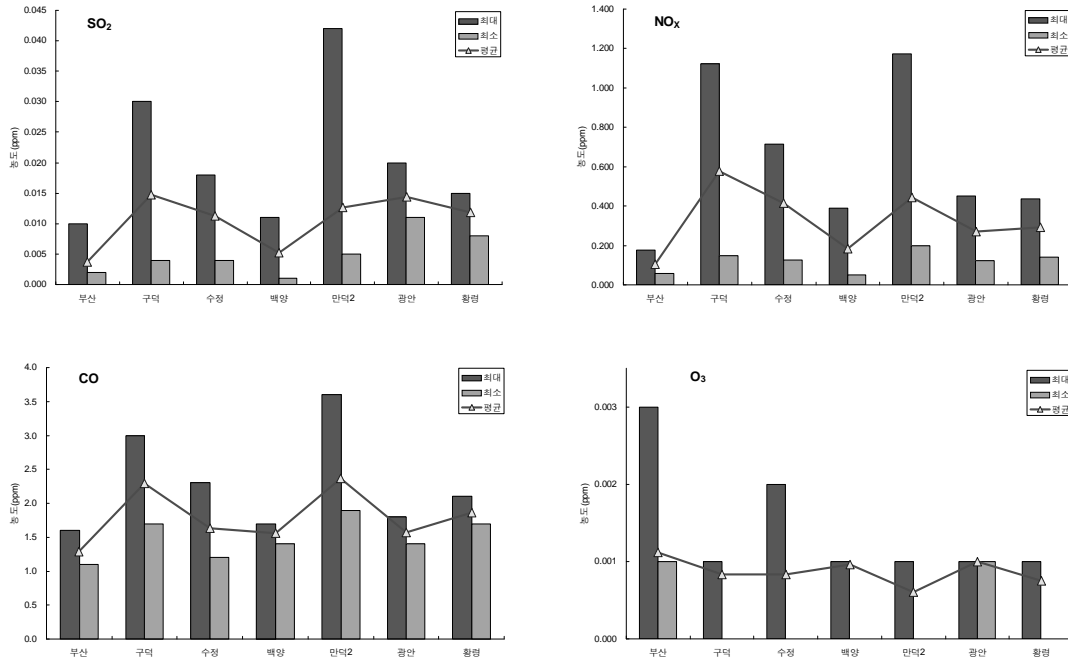 SO2
최대
최소
평균
농도(ppm)
0.045
0.040
0.035
0.030
0.025
0.020
0.015
0.010
0.005
0.000
부산 구덕 수정 백양 만덕2 광안 황령
NOX
최대
최소
평균
농도(ppm)
1.400
1.200
1.000
0.800
0.600
0.400
0.200
0.000
부산 구덕 수정 백양 만덕2 광안 황령
CO
최대
최소
평균
농도(ppm)
4.0
3.5
3.0
2.5
2.0
1.5
1.0
0.5
0.0
부산 구덕 수정 백양 만덕2 광안 황령
O3
최대
최소
평균
농도(ppm)
0.003
0.002
0.001
0.000
부산 구덕 수정 백양 만덕2 광안 황령